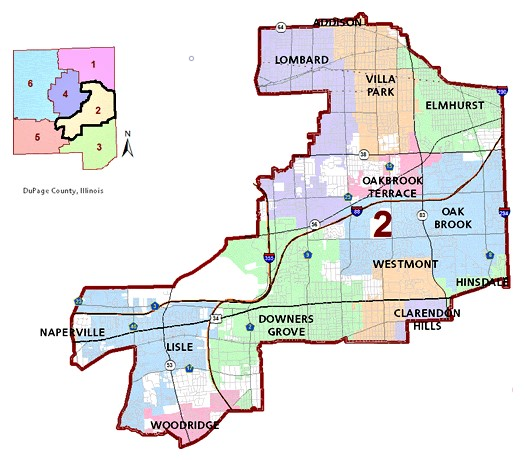 ADDISON
64
LOMBARD
VILLA
PARK
290
ELMHURST
6
1
4
2
5
3
N
DuPage County, Illinois
38
OAKBROOK
TERRACE
56
88
83
2
OAK
BROOK
294
355
WESTMONT
HINSDALE
CLARENDON
HILLS
NAPERVILLE
34
DOWNERS
GROVE
LISLE
53
WOODRIDGE